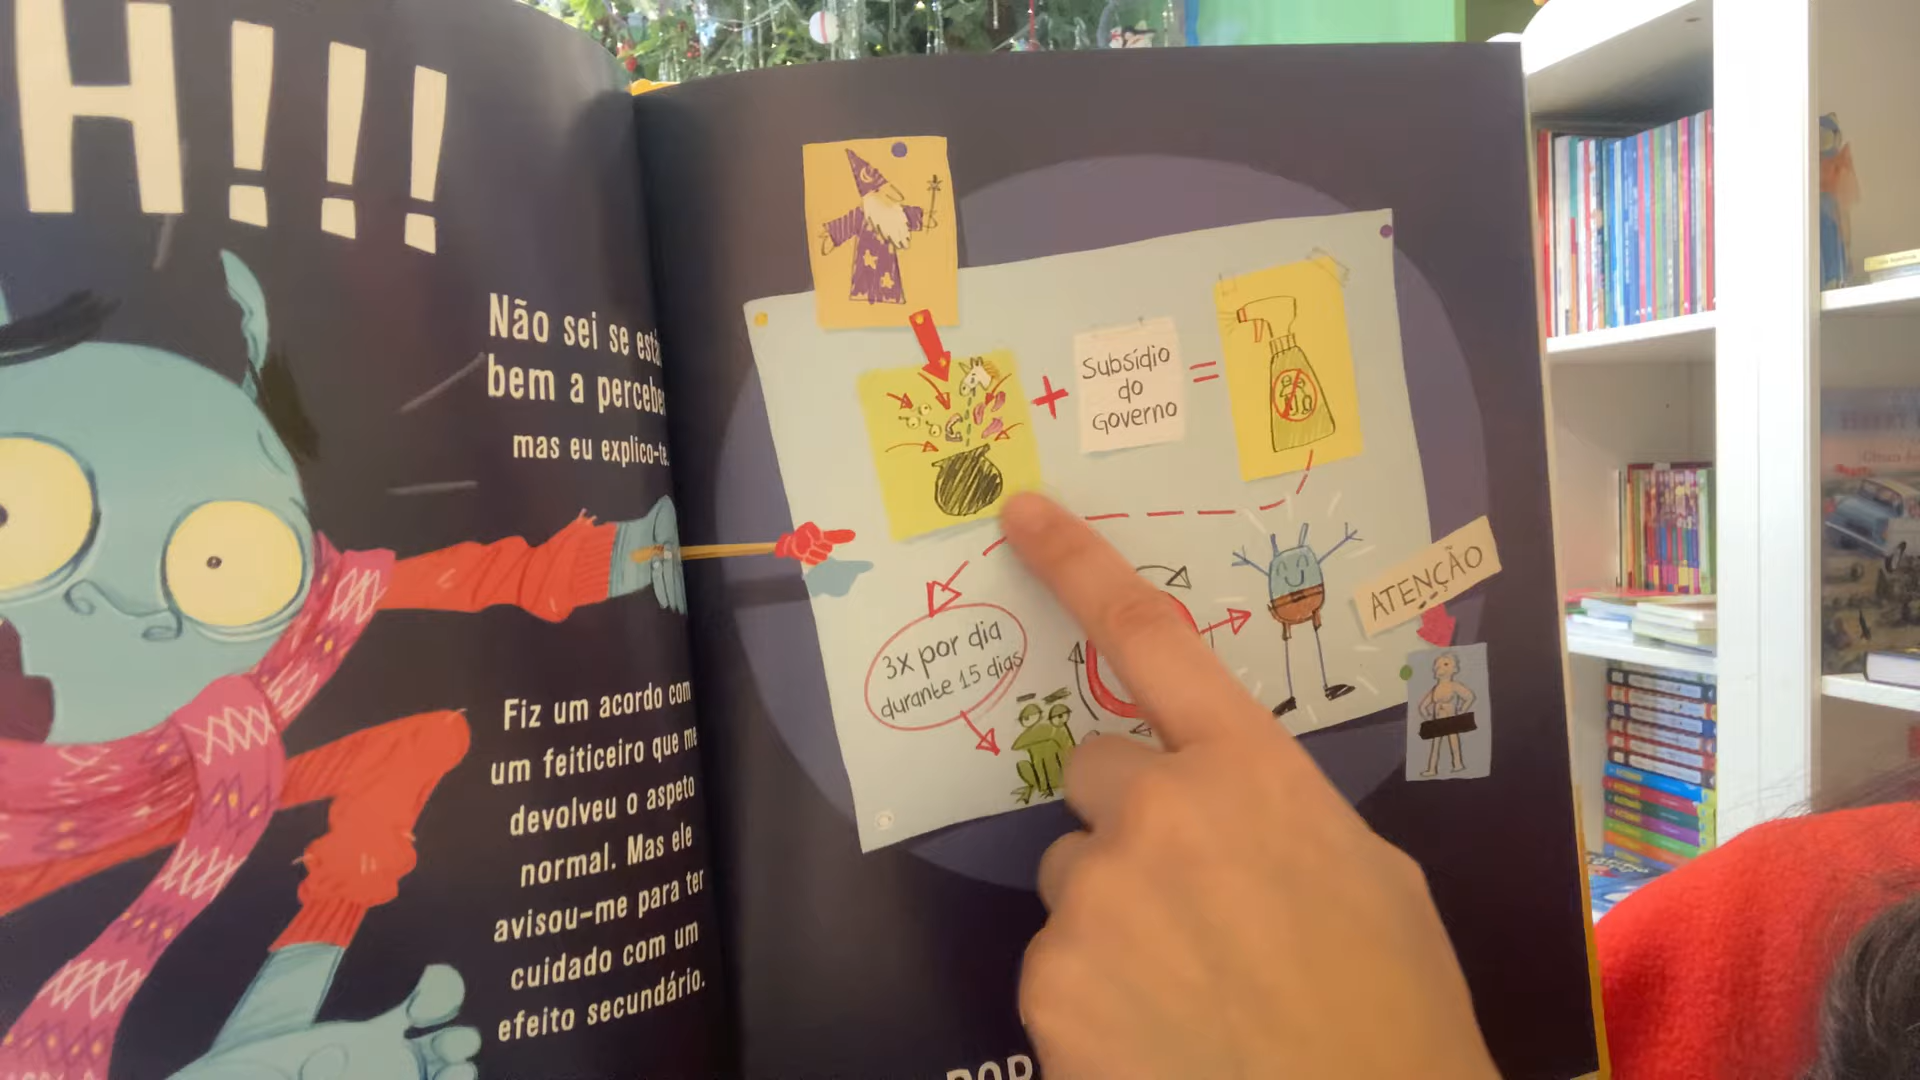 H!!!
Não sei se
bem a
mas eu explico-te.
Fiz um acordo com
um feiticeiro que me
devolveu o aspeto
normal. Mas ele
avisou-me para ter
cuidado com um
efeito secundário.
Subsídio
do
Governo
3x por dia
durante 15 dias
ATENÇÃO